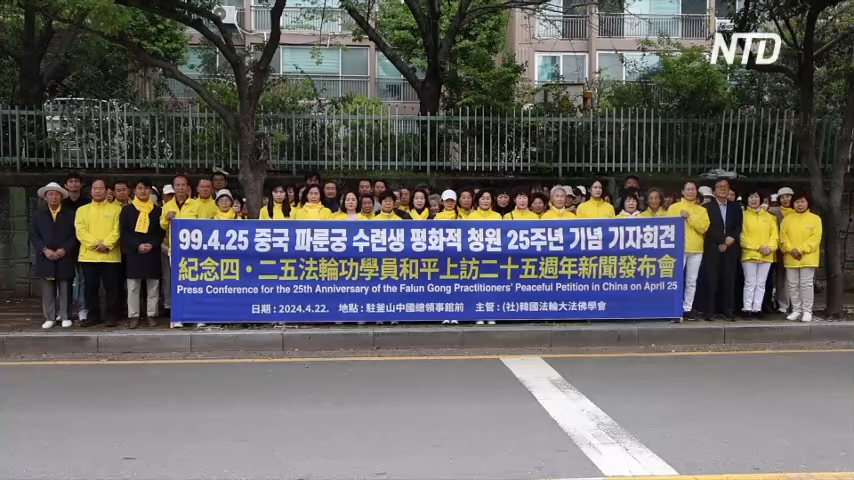 NTD
99.4.25 중국 파룬궁 수련생 평화적 청원 25주년 기념 기자회견
紀念四·二五法輪功學員和平上訪二十五週年新聞發布會
Press Conference for the 25th Anniversary of the Falun Gong Practitioners' Peaceful Petition in China on April 25
日期 : 2024.4.22. 地點 : 駐釜山中國總領事館前 主管 : (社)韓國法輪大法佛學會